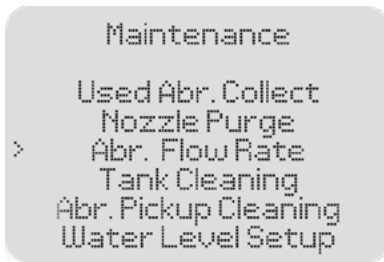 Maintenance
Used Abr. Collect
Nozzle Purge
> Abr. Flow Rate
Tank Cleaning
Abr. Pickup Cleaning
Water Level Setup